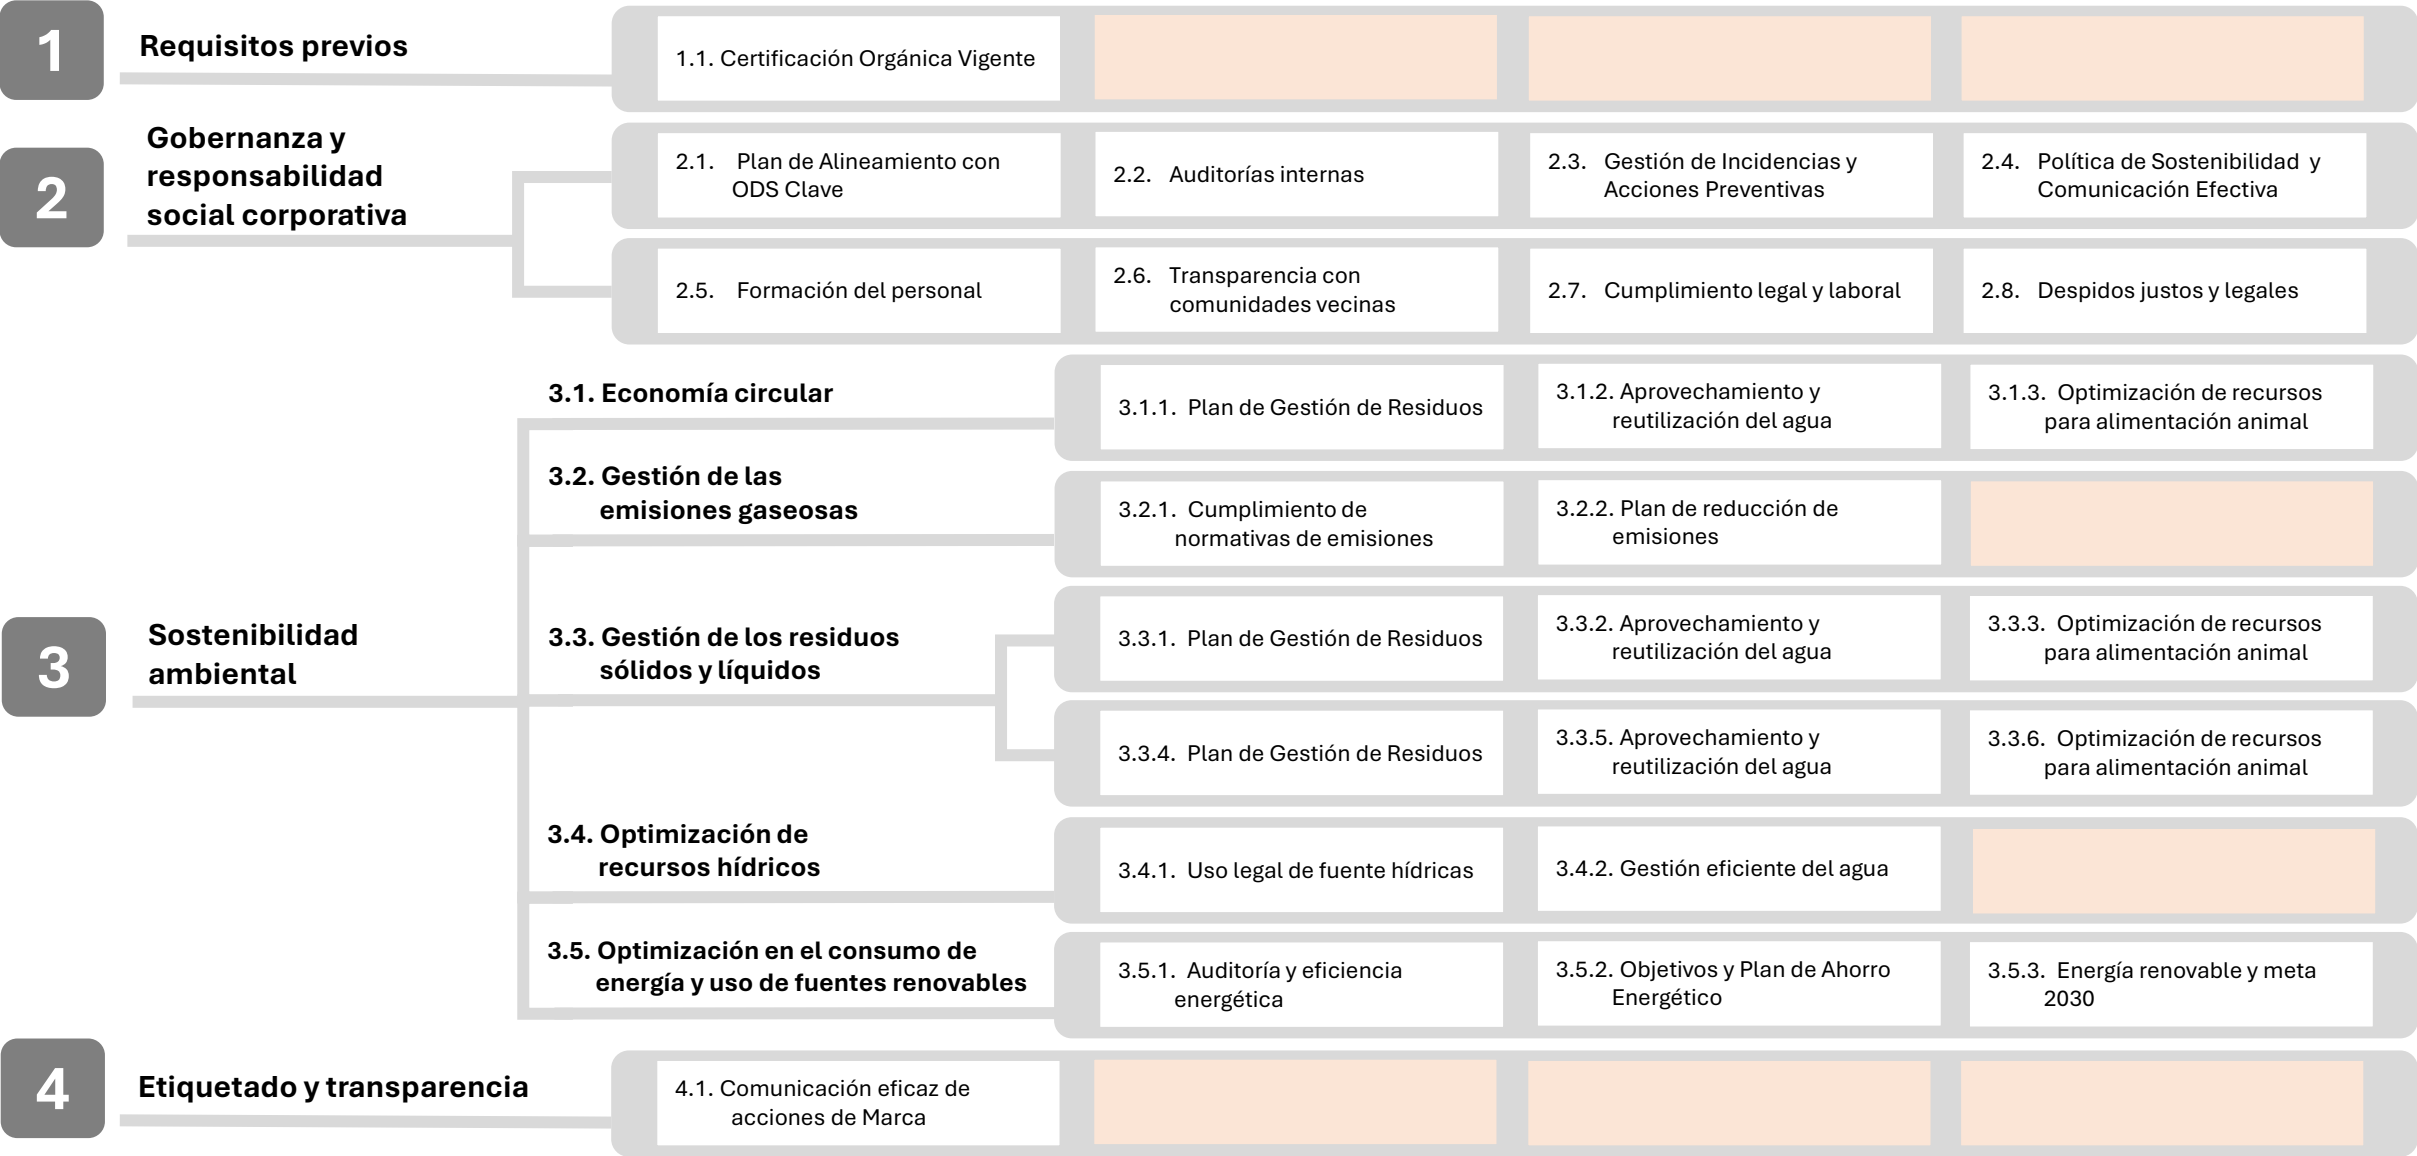 1
Requisitos previos
1.1. Certificación Orgánica Vigente
2
Gobernanza y
responsabilidad
social corporativa
2.1. Plan de Alineamiento con
ODS Clave
2.2. Auditorías internas
2.3. Gestión de Incidencias y
Acciones Preventivas
2.4. Política de Sostenibilidad y
Comunicación Efectiva
2.5. Formación del personal
2.6. Transparencia con
comunidades vecinas
2.7. Cumplimiento legal y laboral
2.8. Despidos justos y legales
3
Sostenibilidad
ambiental
3.1. Economía circular
3.1.1. Plan de Gestión de Residuos
3.1.2. Aprovechamiento y
reutilización del agua
3.1.3. Optimización de recursos
para alimentación animal
3.2. Gestión de las
emisiones gaseosas
3.2.1. Cumplimiento de
normativas de emisiones
3.2.2. Plan de reducción de
emisiones
3.3. Gestión de los residuos
sólidos y líquidos
3.3.1. Plan de Gestión de Residuos
3.3.2. Aprovechamiento y
reutilización del agua
3.3.3. Optimización de recursos
para alimentación animal
3.3.4. Plan de Gestión de Residuos
3.3.5. Aprovechamiento y
reutilización del agua
3.3.6. Optimización de recursos
para alimentación animal
3.4. Optimización de
recursos hídricos
3.4.1. Uso legal de fuente hídricas
3.4.2. Gestión eficiente del agua
3.5. Optimización en el consumo de
energía y uso de fuentes renovables
3.5.1. Auditoría y eficiencia
energética
3.5.2. Objetivos y Plan de Ahorro
Energético
3.5.3. Energía renovable y meta
2030
4
Etiquetado y transparencia
4.1. Comunicación eficaz de
acciones de Marca